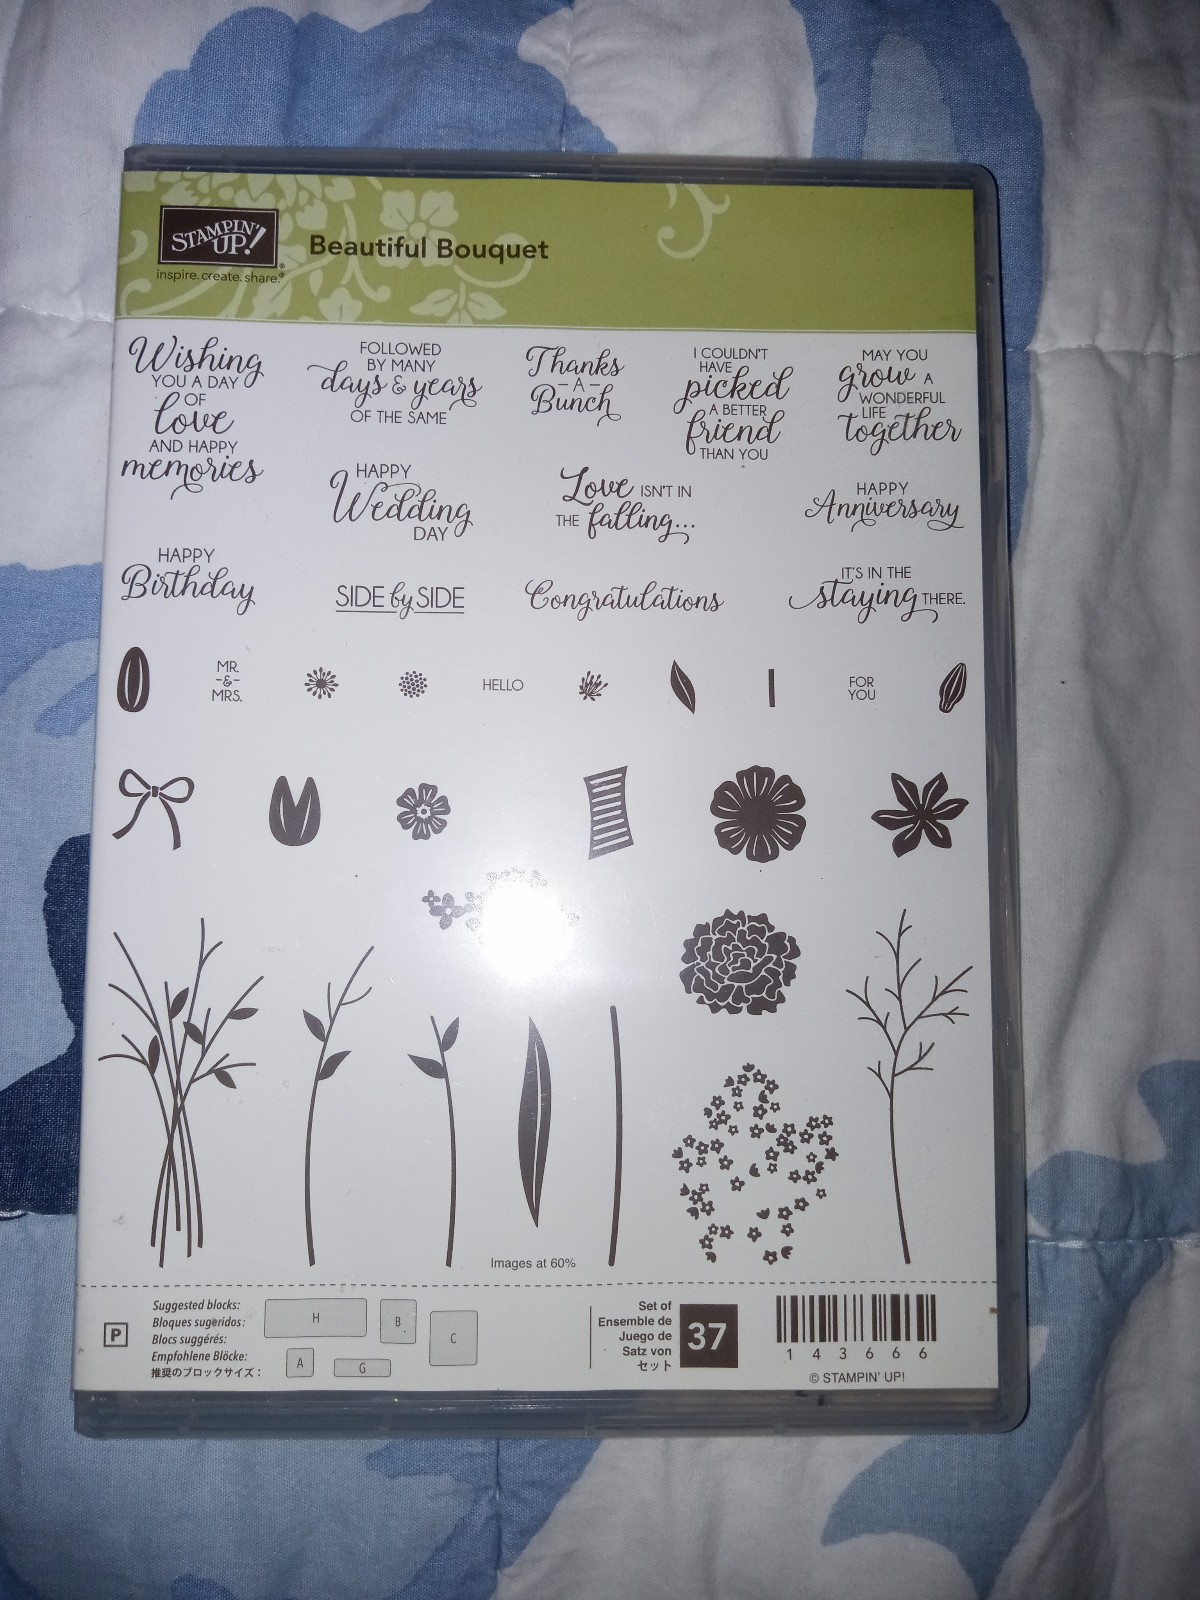 STAMPIN' UP!®
inspire.create.share.®
Beautiful Bouquet
Wishing
YOU A DAY
OF
love
AND HAPPY
memories
FOLLOWED
BY MANY
days & years
OF THE SAME
Thanks
-A-
Bunch
I COULDN'T
HAVE
picked
A BETTER
friend
THAN YOU
MAY YOU
grow A
WONDERFUL
LIFE
together
HAPPY
Wedding
DAY
Love ISN'T IN
THE falling...
HAPPY
Anniversary
HAPPY
Birthday
SIDE by SIDE
Congratulations
IT'S IN THE
staying THERE.
MR.
-&-
MRS.
HELLO
FOR
YOU
Images at 60%
P
Suggested blocks:
Bloques sugeridos:
Blocs suggérés:
Empfohlene Blöcke:
推奨のブロックサイズ：
H
B
C
A
G
Set of
Ensemble de
Juego de
Satz von
セット
37
1 4 3 6 6 6
© STAMPIN' UP!